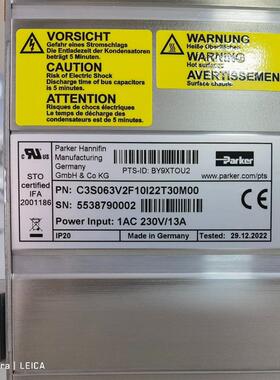 VORSICHT
Gefahr eines Stromschlags
Die Entladezeit der Kondensatoren
beträgt 5 Minuten.
CAUTION
Risk of Electric Shock
Discharge time of bus capacitors
is 5 minutes.
ATTENTION
Risques de chocs électriques
Le temps de décharge des condensateurs
est de 5 minutes.
WARNUNG
Heiße Oberflächen.
WARNING
Hot surface.
AVERTISSEMEN
Surface chaude.
Parker Hannifin
Manufacturing
Germany
GmbH & Co KG
PTS-ID: BY9XTOU2
Parker
www.parker.com/pts
c UL US
STO
certified
IFA
2001186
PN: C3S063V2F10I22T30M00
SN: 5538790002
Power Input: 1AC 230V/13A
IP20
Made in Germany
Tested: 29.12.2022
era | LEICA